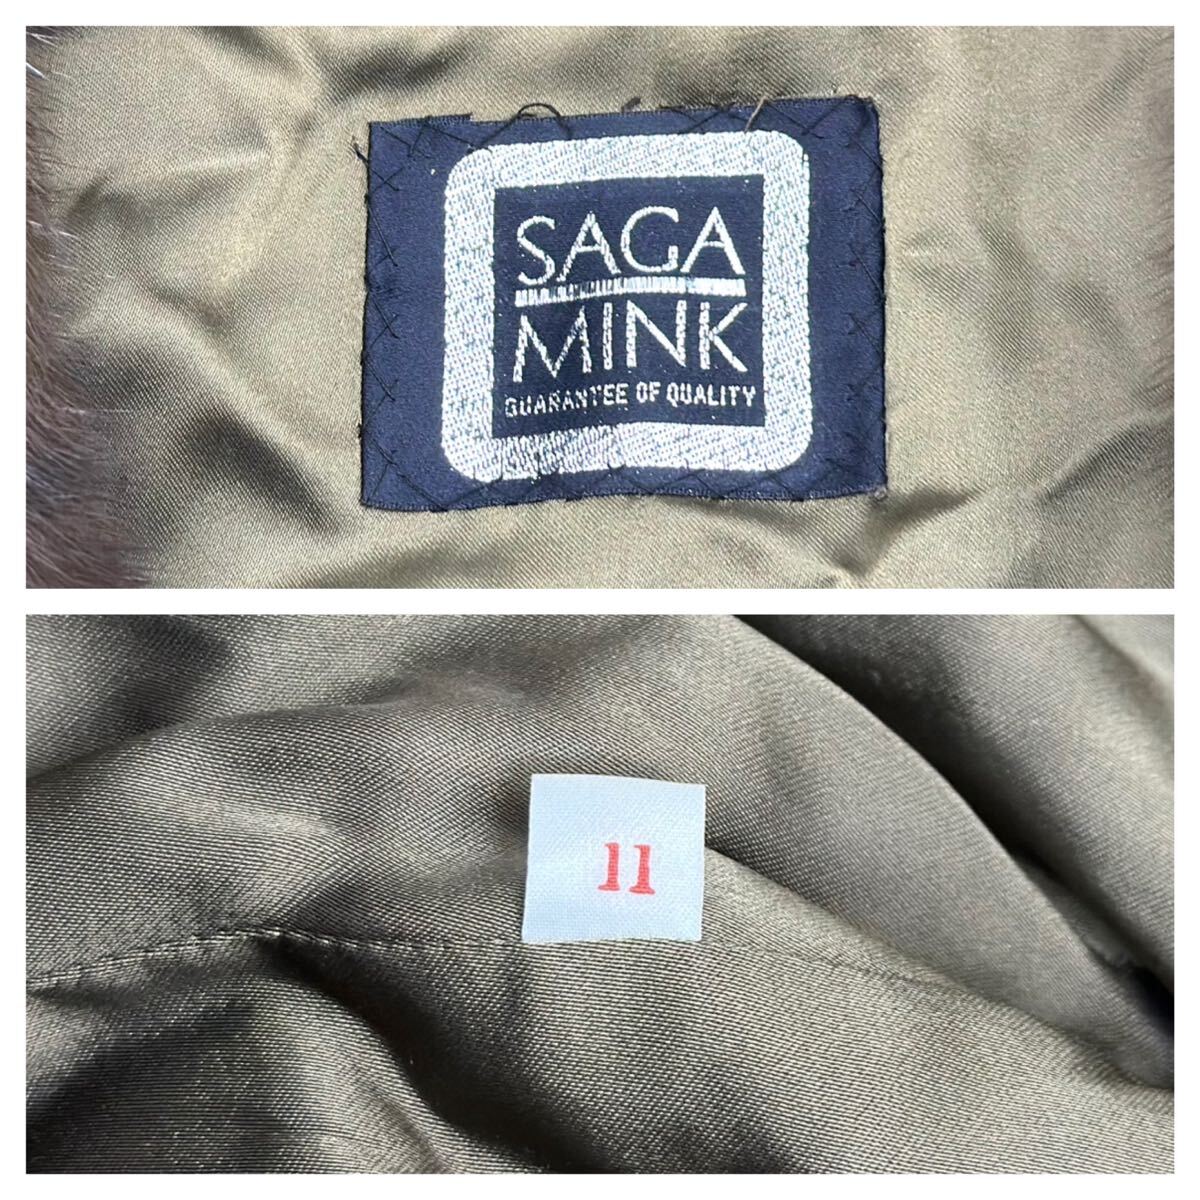 SAGA
MINK
GUARANTEE OF QUALITY
11